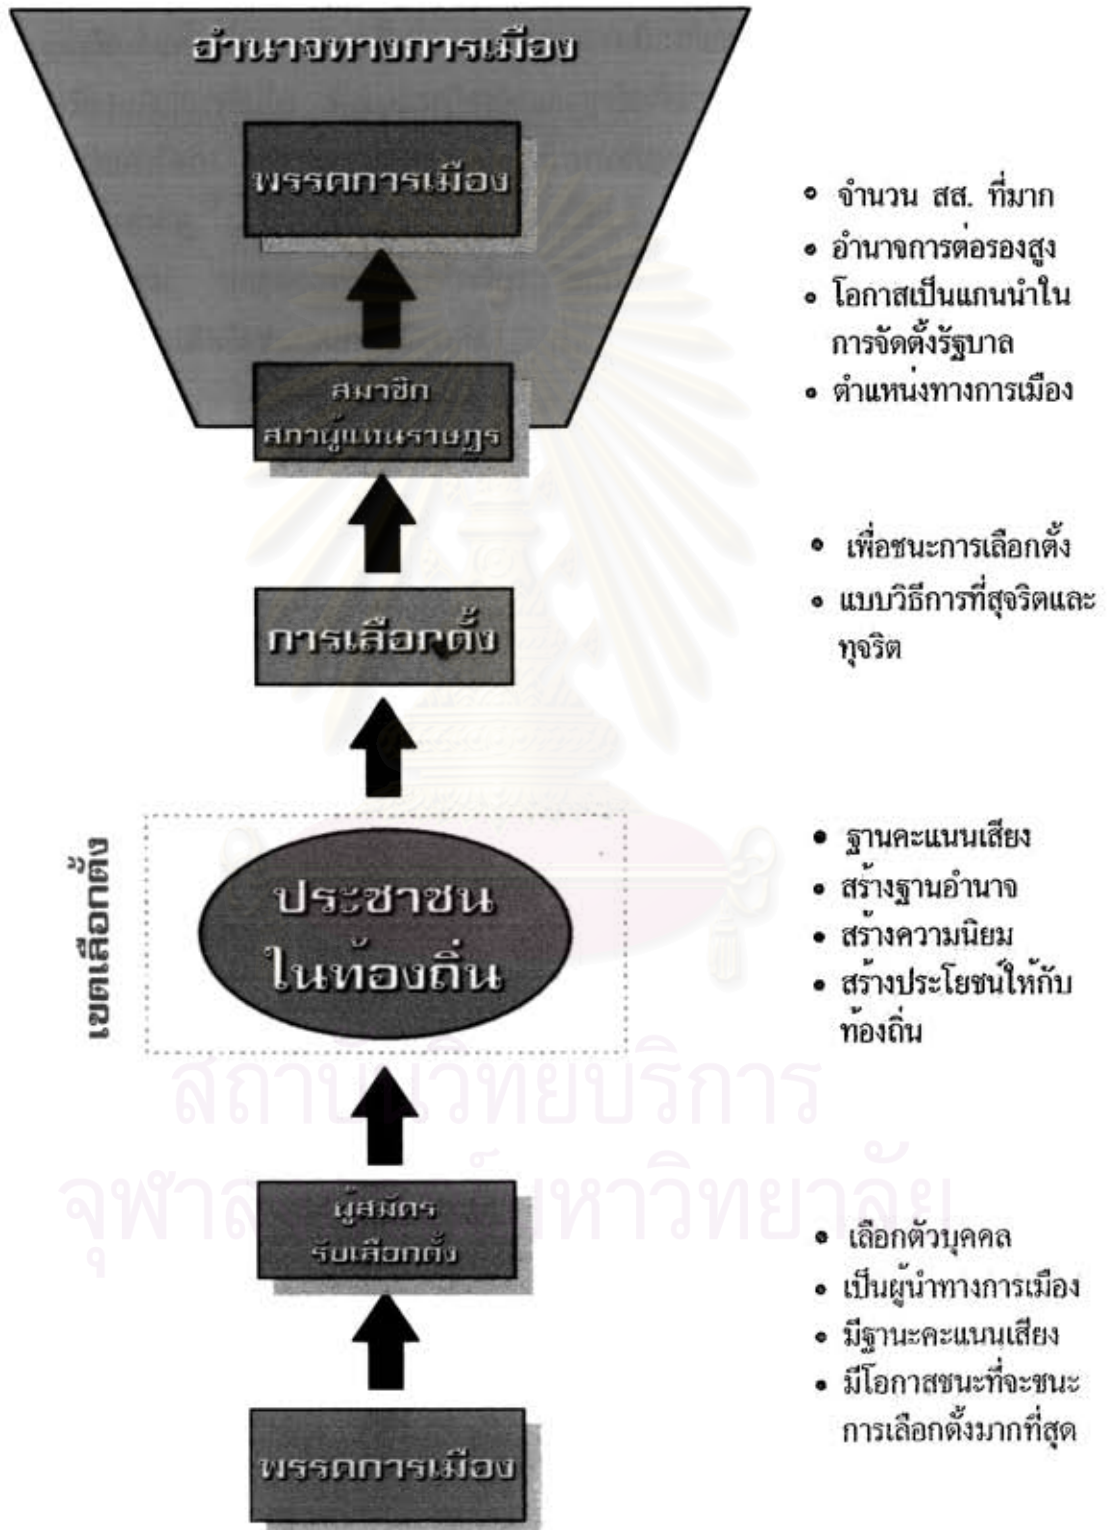 อำนาจทางการเมือง
พรรคการเมือง
สมาชิก
สภาผู้แทนราษฎร
การเลือกตั้ง
เขตเลือกตั้ง
ประชาชน
ในท้องถิ่น
ผู้สมัคร
รับเลือกตั้ง
พรรคการเมือง
• จำนวน สส. ที่มาก
• อำนาจการต่อรองสูง
• โอกาสเป็นแกนนำใน
การจัดตั้งรัฐบาล
• ตำแหน่งทางการเมือง
• เพื่อชนะการเลือกตั้ง
• แบบวิธีการที่สุจริตและ
ทุจริต
• ฐานคะแนนเสียง
• สร้างฐานอำนาจ
• สร้างความนิยม
• สร้างประโยชน์ให้กับ
ท้องถิ่น
• เลือกตัวบุคคล
• เป็นผู้นำทางการเมือง
• มีฐานะคะแนนเสียง
• มีโอกาสชนะที่จะชนะ
การเลือกตั้งมากที่สุด
สถาบันวิทยบริการ
จุฬาลงกรณ์มหาวิทยาลัย